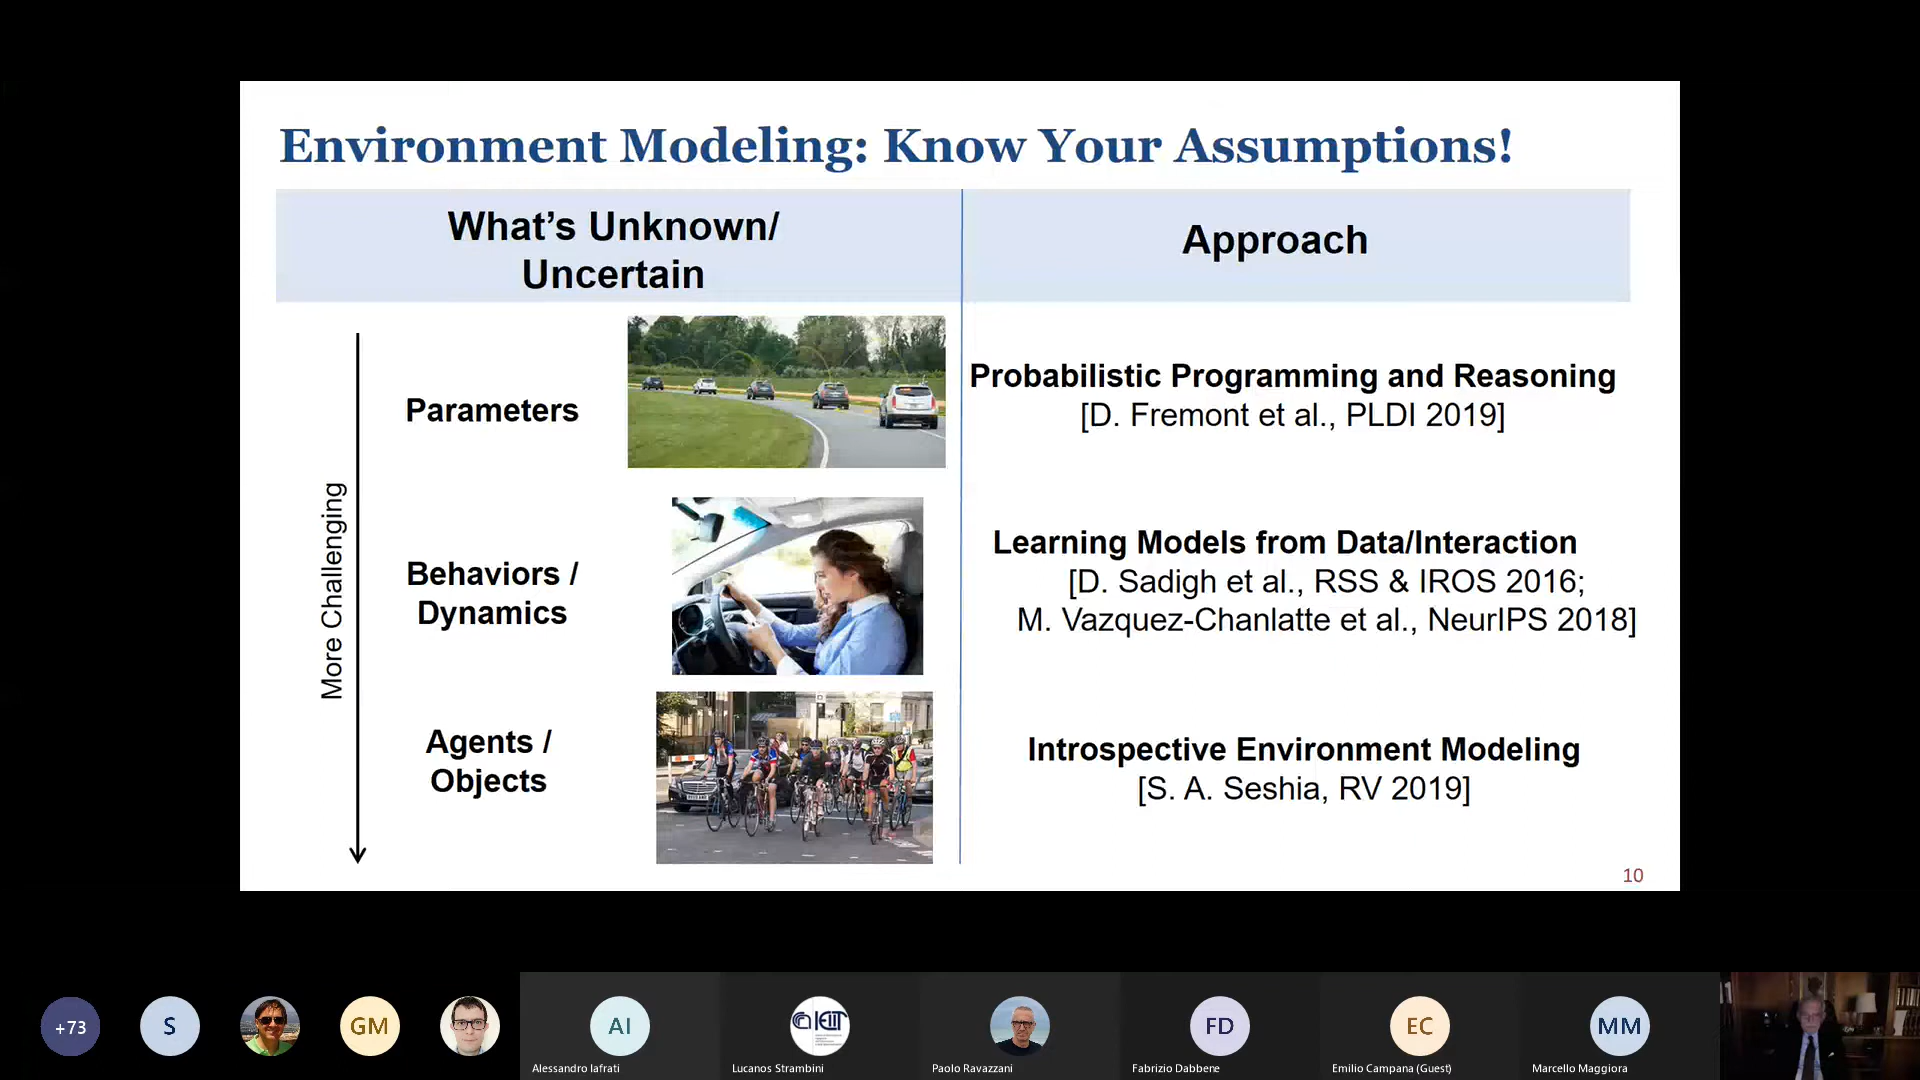 Environment Modeling: Know Your Assumptions!
What's Unknown/
Uncertain
Approach
More Challenging
Parameters
Probabilistic Programming and Reasoning
[D. Fremont et al., PLDI 2019]
Behaviors /
Dynamics
Learning Models from Data/Interaction
[D. Sadigh et al., RSS & IROS 2016;
M. Vazquez-Chanlatte et al., NeurIPS 2018]
Agents /
Objects
Introspective Environment Modeling
[S. A. Seshia, RV 2019]
10
+73
S
GM
AI
IEIIT
FD
EC
MM
Alessandro Iafrati
Lucanos Strambini
Paolo Ravazzani
Fabrizio Dabbene
Emilio Campana (Guest)
Marcello Maggiora